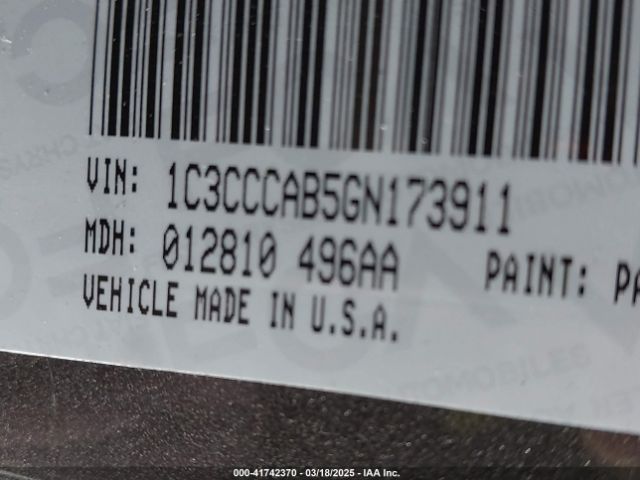 VIN: 1C3CCCAB5GN173911
MDH: 012810 496AA PAINT: PA
VEHICLE MADE IN U.S.A.
000-41742370 - 03/18/2025 - IAA Inc.